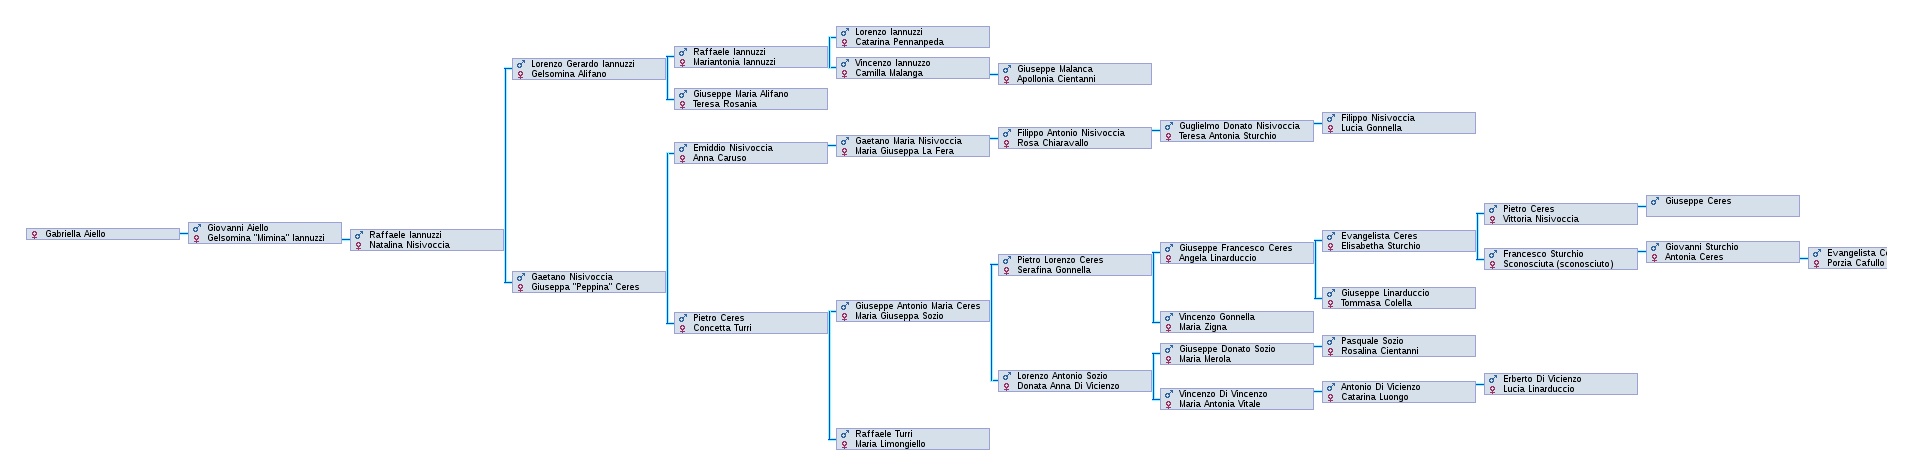 Gabriella Aiello
Giovanni Aiello
Gelsomina "Mimina" Iannuzzi
Raffaele Iannuzzi
Natalina Nisivoccia
Lorenzo Gerardo Iannuzzi
Gelsomina Alifano
Gaetano Nisivoccia
Giuseppa "Peppina" Ceres
Raffaele Iannuzzi
Mariantonia Iannuzzi
Giuseppe Maria Alifano
Teresa Rosania
Emiddio Nisivoccia
Anna Caruso
Pietro Ceres
Concetta Turri
Lorenzo Iannuzzi
Catarina Pennanpeda
Vincenzo Iannuzzo
Camilla Malanga
Gaetano Maria Nisivoccia
Maria Giuseppa La Fera
Giuseppe Antonio Maria Ceres
Maria Giuseppa Sozio
Raffaele Turri
Maria Limongiello
Giuseppe Malanca
Apollonia Cientanni
Filippo Antonio Nisivoccia
Rosa Chiaravallo
Pietro Lorenzo Ceres
Serafina Gonnella
Lorenzo Antonio Sozio
Donata Anna Di Vicienzo
Guglielmo Donato Nisivoccia
Teresa Antonia Sturchio
Giuseppe Francesco Ceres
Angela Linarduccio
Vincenzo Gonnella
Maria Zigna
Giuseppe Donato Sozio
Maria Merola
Vincenzo Di Vincenzo
Maria Antonia Vitale
Filippo Nisivoccia
Lucia Gonnella
Evangelista Ceres
Elisabetha Sturchio
Giuseppe Linarduccio
Tommasa Colella
Pasquale Sozio
Rosalina Cientanni
Antonio Di Vicienzo
Catarina Luongo
Pietro Ceres
Vittoria Nisivoccia
Francesco Sturchio
Sconosciuta (sconosciuto)
Erberto Di Vicienzo
Lucia Linarduccio
Giuseppe Ceres
Giovanni Sturchio
Antonia Ceres
Evangelista
Porzia Cafullo